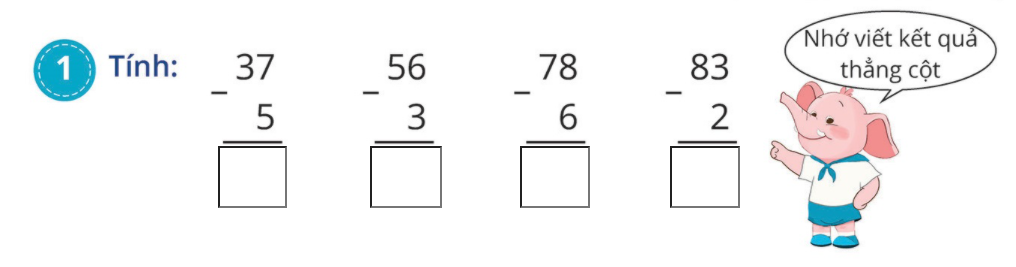 1 Tính:
37 56 78 83
- - - -
5 3 6 2
Nhớ viết kết quả
thẳng cột